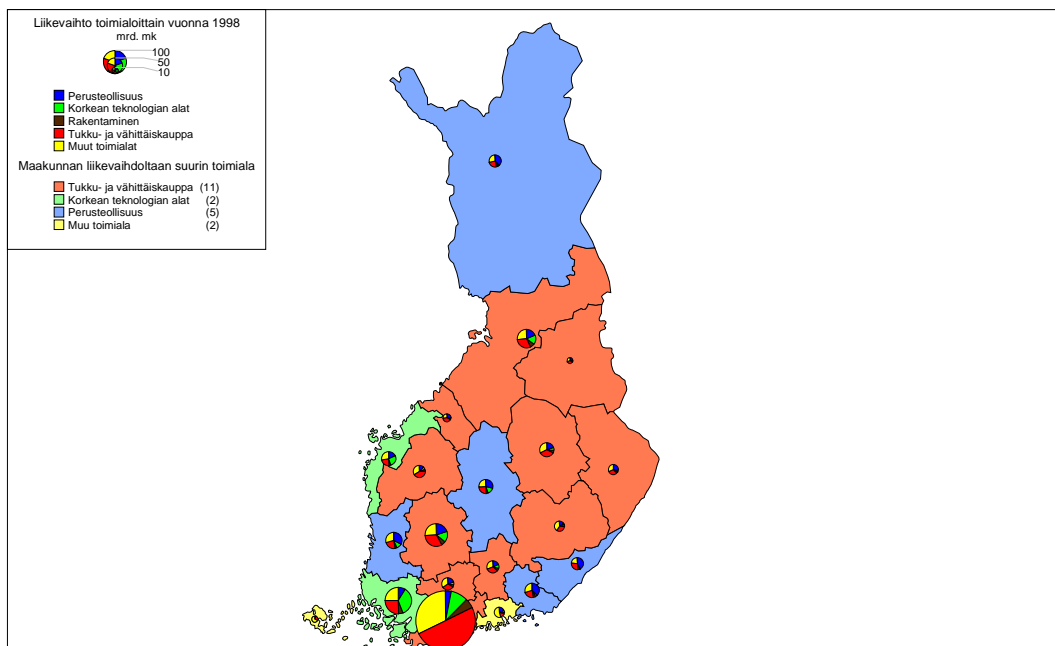 Liikevaihto toimialoittain vuonna 1998
mrd. mk
100
50
10
Perusteollisuus
Korkean teknologian alat
Rakentaminen
Tukku- ja vähittäiskauppa
Muut toimialat
Maakunnan liikevaihdoltaan suurin toimiala
Tukku- ja vähittäiskauppa (11)
Korkean teknologian alat (2)
Perusteollisuus (5)
Muu toimiala (2)